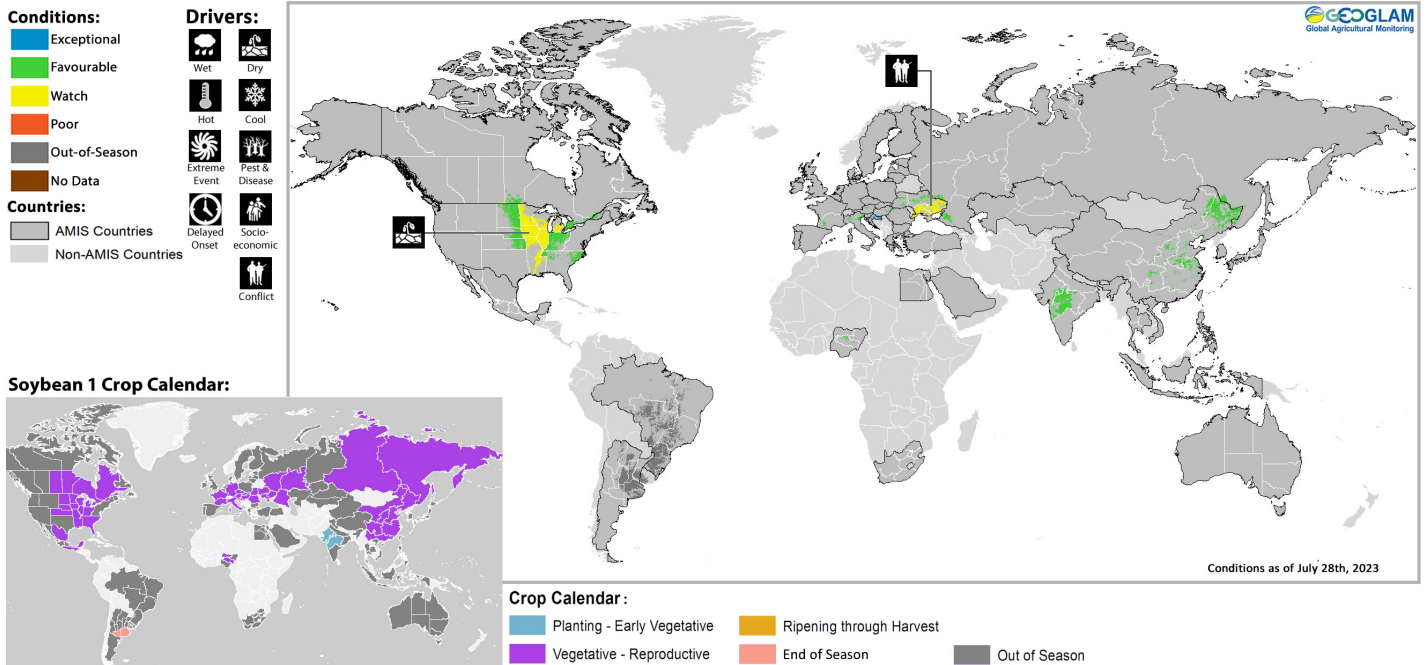 Conditions:
Exceptional
Favourable
Watch
Poor
Out-of-Season
No Data
Countries:
AMIS Countries
Non-AMIS Countries
Drivers:
Wet
Dry
Hot
Cool
Extreme
Event
Pest &
Disease
Delayed
Onset
Socio-
economic
Conflict
GEOGLAM
Global Agricultural Monitoring
Conditions as of July 28th, 2023
Soybean 1 Crop Calendar:
Crop Calendar :
Planting - Early Vegetative
Ripening through Harvest
Vegetative - Reproductive
End of Season
Out of Season